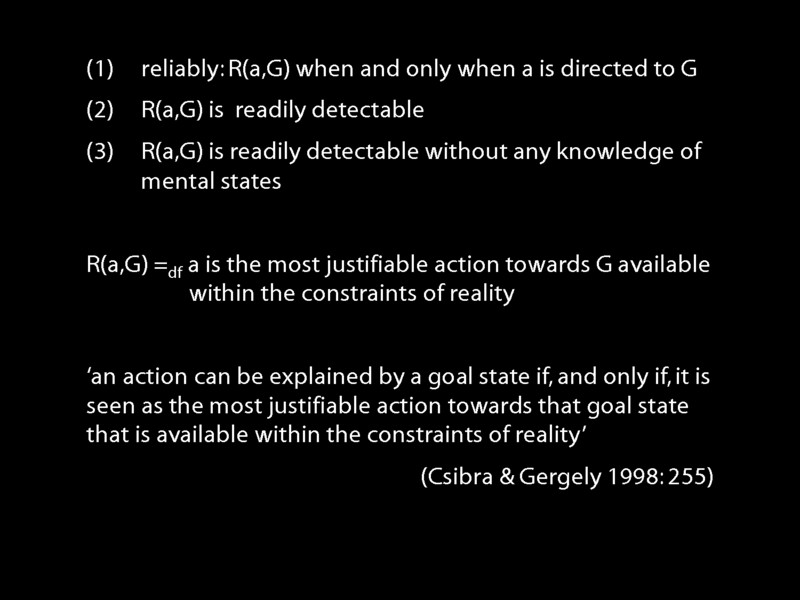 (1) reliably: R(a,G) when and only when a is directed to G
(2) R(a,G) is readily detectable
(3) R(a,G) is readily detectable without any knowledge of
mental states
R(a,G) =df a is the most justifiable action towards G available
within the constraints of reality
‘an action can be explained by a goal state if, and only if, it is
seen as the most justifiable action towards that goal state
that is available within the constraints of reality’
(Csibra & Gergely 1998: 255)